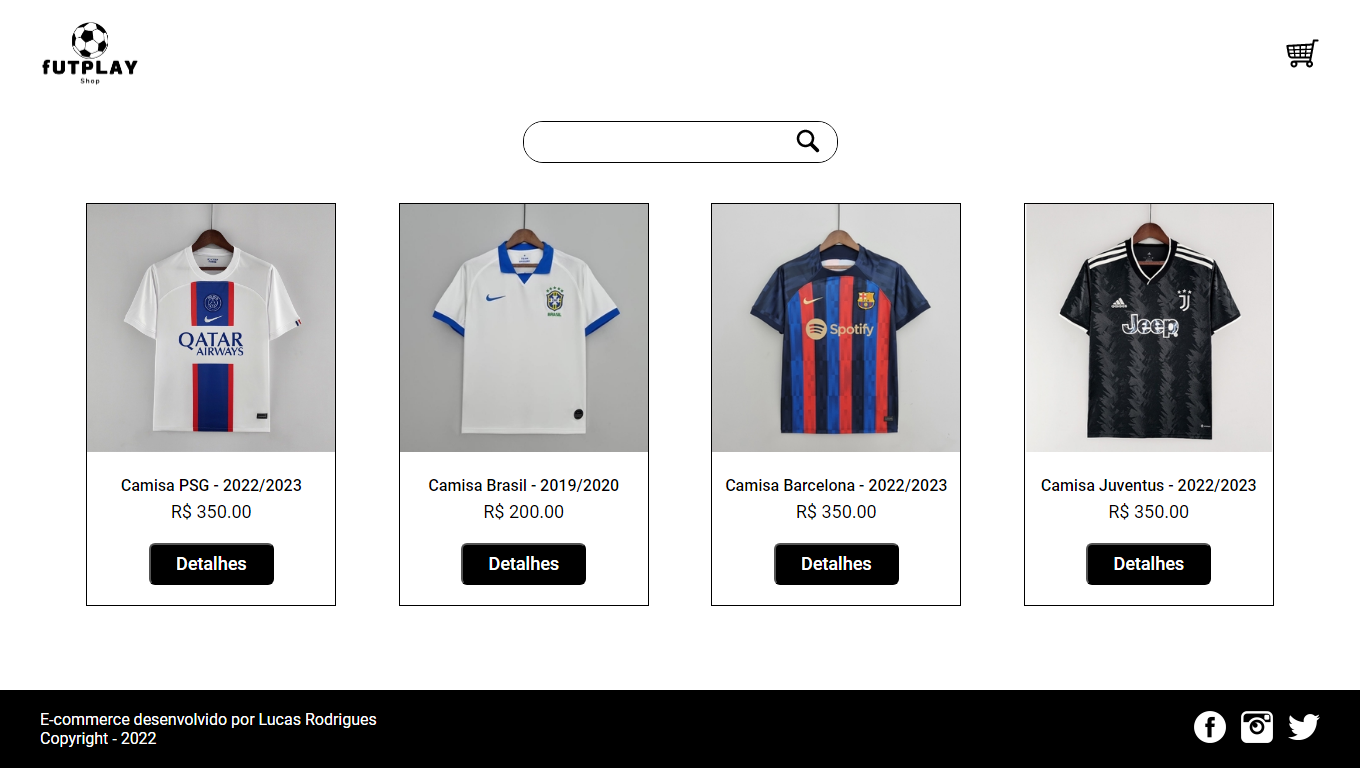 fUTPLAY
Shop
QATAR
AIRWAYS
BRASIL
Spotify
adidas
Jeep
Camisa PSG - 2022/2023
R$ 350.00
Detalhes
Camisa Brasil - 2019/2020
R$ 200.00
Detalhes
Camisa Barcelona - 2022/2023
R$ 350.00
Detalhes
Camisa Juventus - 2022/2023
R$ 350.00
Detalhes
E-commerce desenvolvido por Lucas Rodrigues
Copyright - 2022